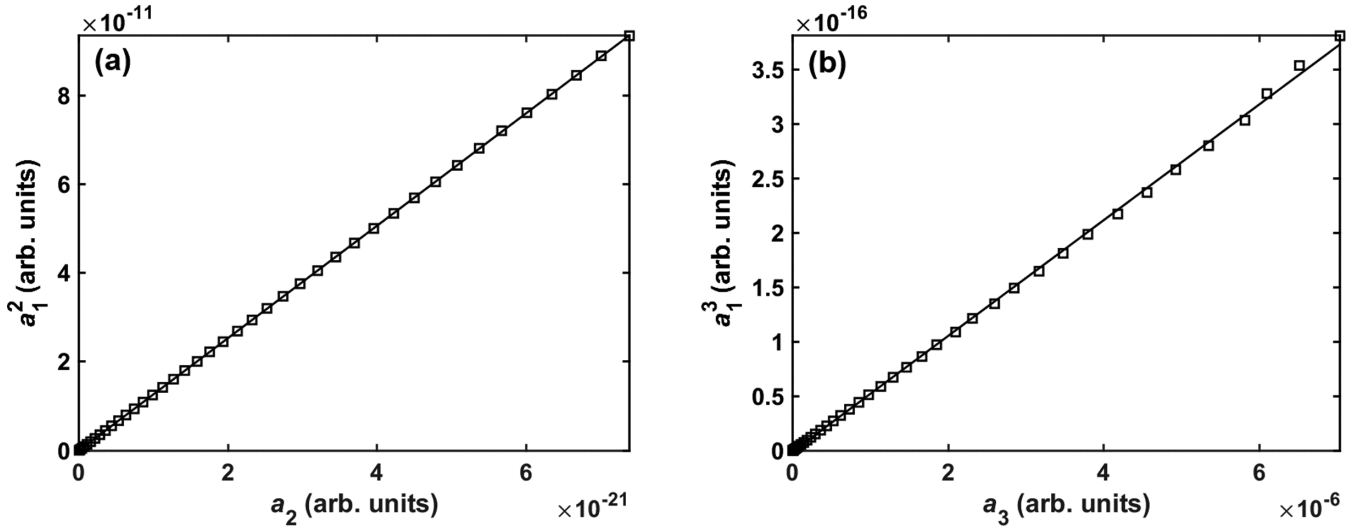 ×10⁻¹¹
(a)
8
6
4
2
0
a₁² (arb. units)
0 2 4 6
×10⁻²¹
a₂ (arb. units)
×10⁻¹⁶
(b)
3.5
3
2.5
2
1.5
1
0.5
0
a₁³ (arb. units)
0 2 4 6
×10⁻⁶
a₃ (arb. units)